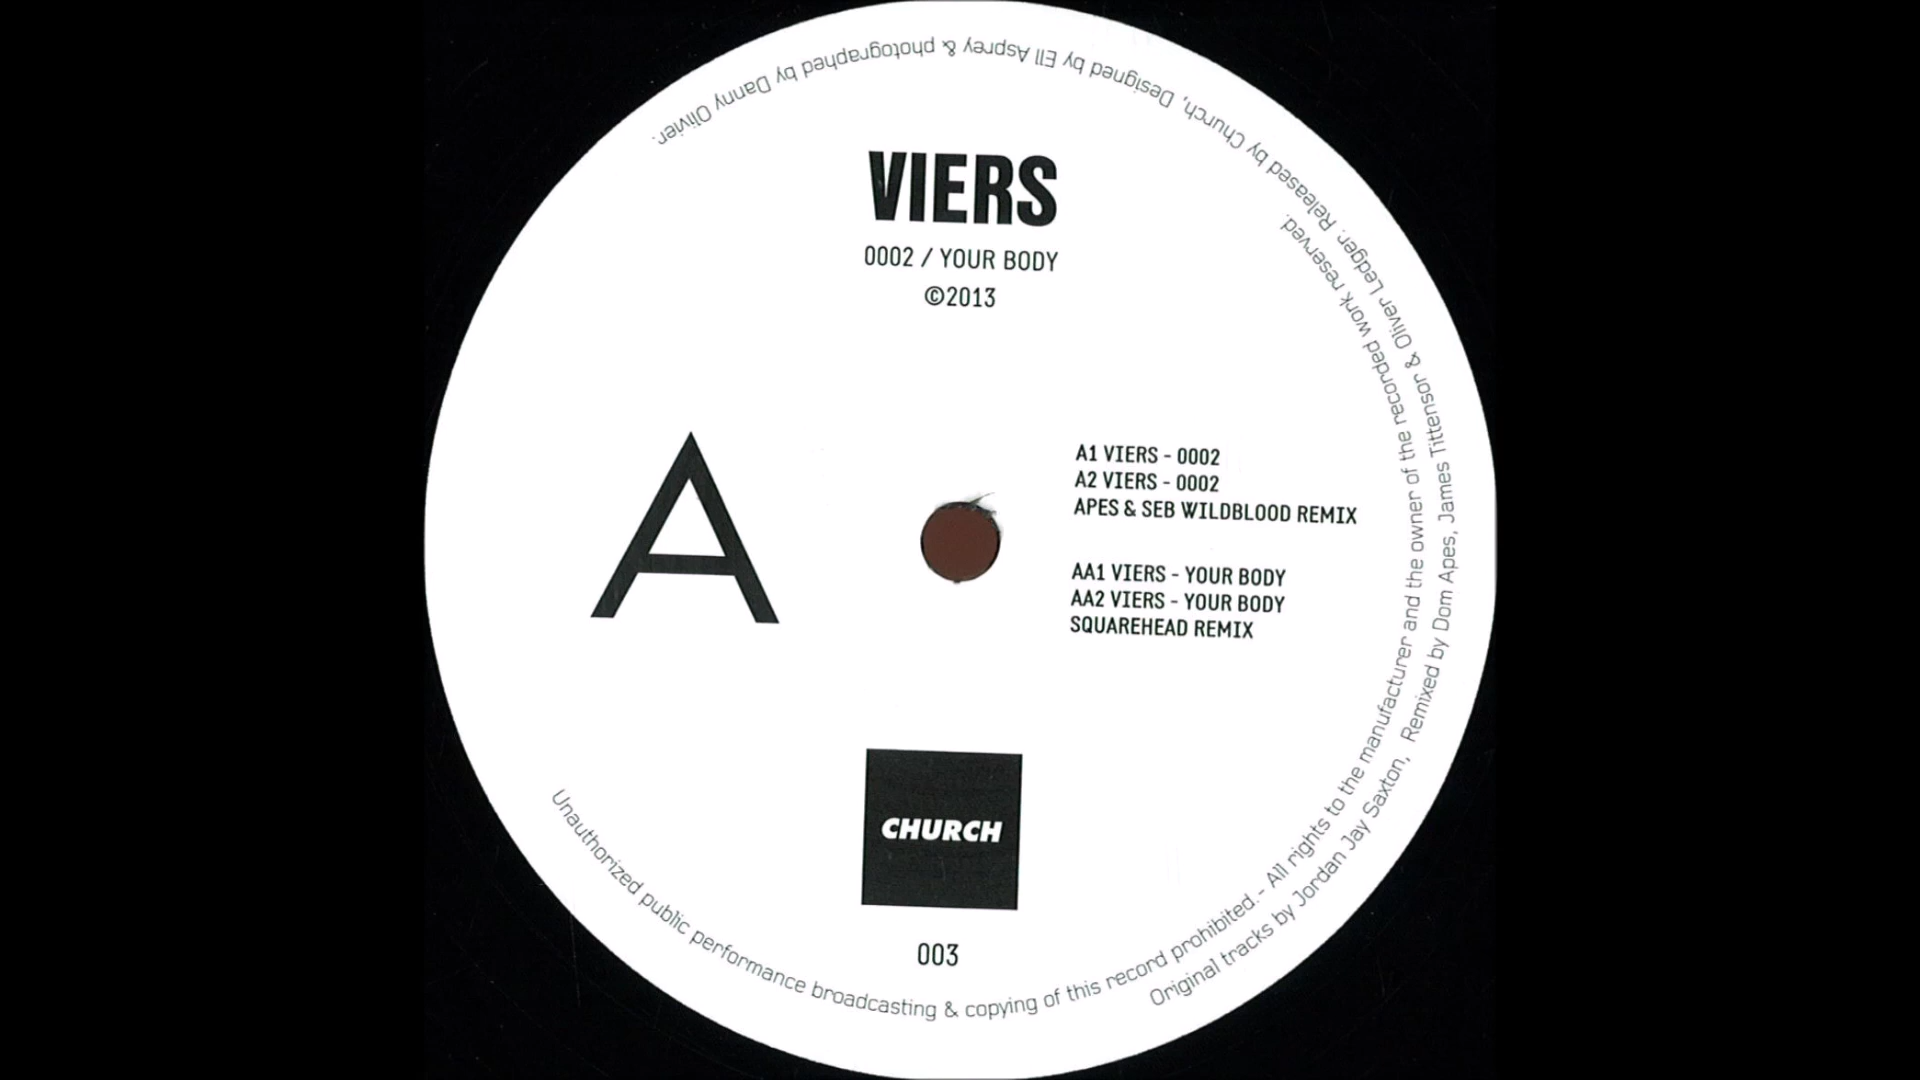 VIERS
0002 / YOUR BODY
©2013
A
A1 VIERS - 0002
A2 VIERS - 0002
APES & SEB WILDBLOOD REMIX
AA1 VIERS - YOUR BODY
AA2 VIERS - YOUR BODY
SQUAREHEAD REMIX
CHURCH
003
Unauthorized public performance broadcasting & copying of this record prohibited.- All rights to the manufacturer and the owner of the recorded work reserved.
Original tracks by Jordan Jay Saxton, Remixed by Dom Apes, James Tittensor & Oliver Ledger. Released by Church, Designed by Ell Asprey & photographed by Danny Olivier.